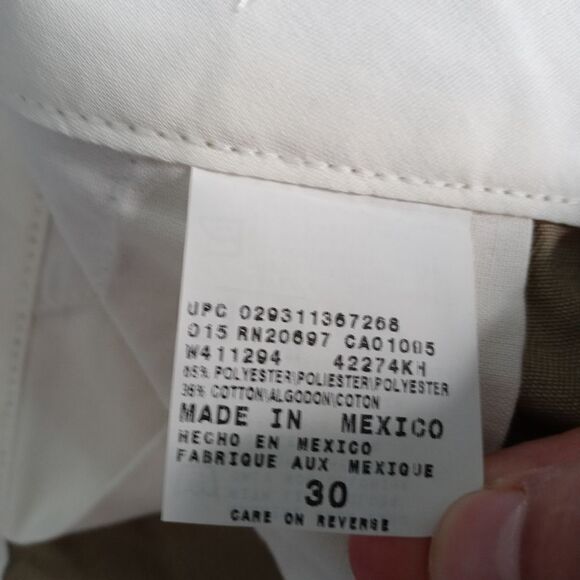 UPC 029311367268
015 RN20697 CA01085
W411294 42274KH
65% POLYESTER\POLIESTER\POLYESTER
35% COTTON\ALGODON\COTON
MADE IN MEXICO
HECHO EN MEXICO
FABRIQUE AUX MEXIQUE
30
CARE ON REVERSE